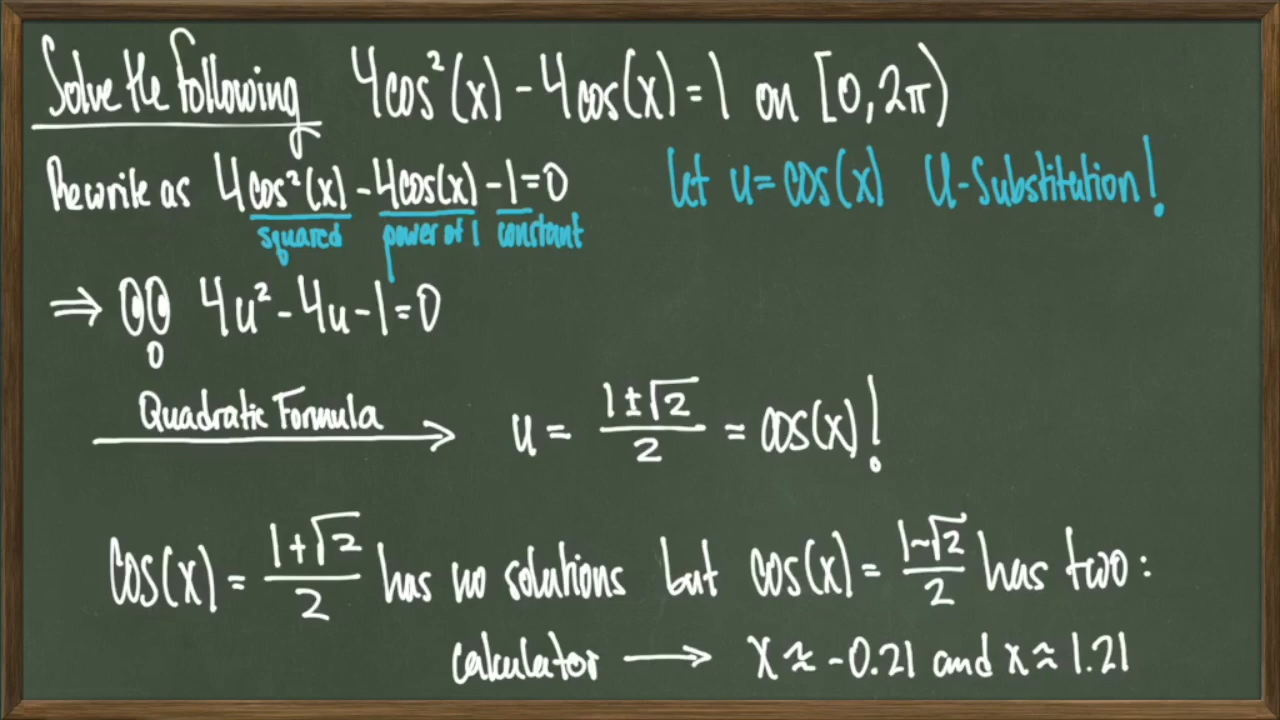 Solve the Following 4cos²(x) - 4cos(x) = 1 on [0, 2π)
Rewrite as 4cos²(x) - 4cos(x) - 1 = 0 Let u = cos(x) U-Substitution!
squared power of 1 constant
⇒ 4u² - 4u - 1 = 0
Quadratic Formula → u = (1 ± √2)/2 = cos(x)!
cos(x) = (1+√2)/2 has no solutions but cos(x) = (1-√2)/2 has two:
calculator → x ≈ -0.21 and x ≈ 1.21